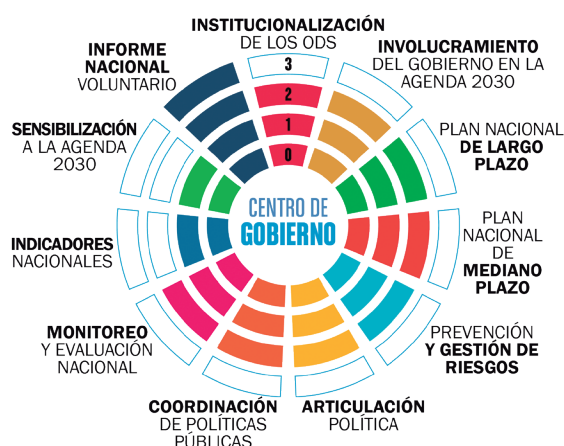 INSTITUCIONALIZACIÓN
DE LOS ODS
INVOLUCRAMIENTO
DEL GOBIERNO EN LA
AGENDA 2030
PLAN NACIONAL
DE LARGO
PLAZO
PLAN
NACIONAL
DE
MEDIANO
PLAZO
PREVENCIÓN
Y GESTIÓN DE
RIESGOS
ARTICULACIÓN
POLÍTICA
COORDINACIÓN
DE POLÍTICAS
PÚBLICAS
MONITOREO
Y EVALUACIÓN
NACIONAL
INDICADORES
NACIONALES
SENSIBILIZACIÓN
A LA AGENDA
2030
INFORME
NACIONAL
VOLUNTARIO
3
2
1
0
CENTRO DE
GOBIERNO